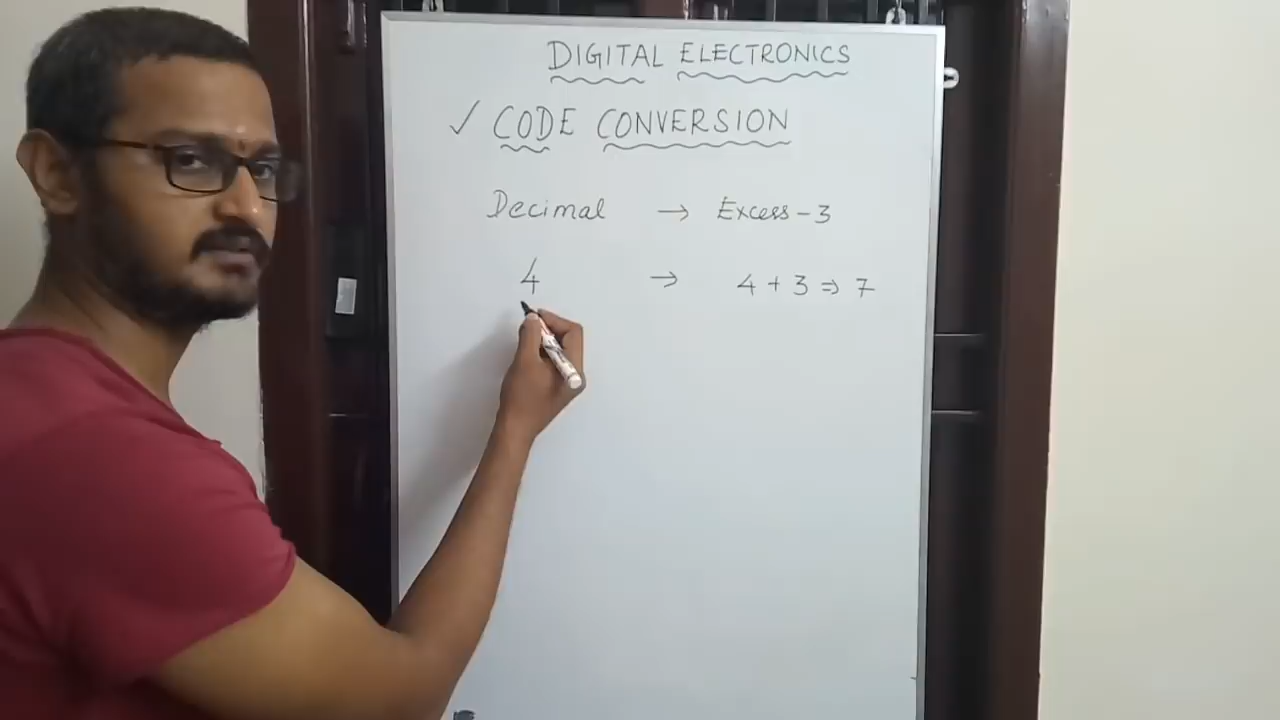 DIGITAL ELECTRONICS
✓ CODE CONVERSION
Decimal → Excess-3
4 → 4 + 3 ⇒ 7